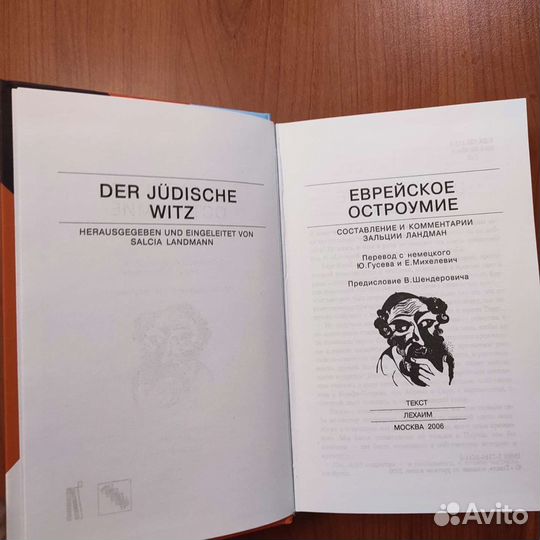 DER JÜDISCHE
WITZ
HERAUSGEGEBEN UND EINGELEITET VON
SALCIA LANDMANN
ЕВРЕЙСКОЕ
ОСТРОУМИЕ
СОСТАВЛЕНИЕ И КОММЕНТАРИИ
ЗАЛЬЦИИ ЛАНДМАН
Перевод с немецкого
Ю.Гусева и Е.Михелевич
Предисловие В.Шендеровича
ТЕКСТ
ЛЕХАИМ
МОСКВА 2006
Avito